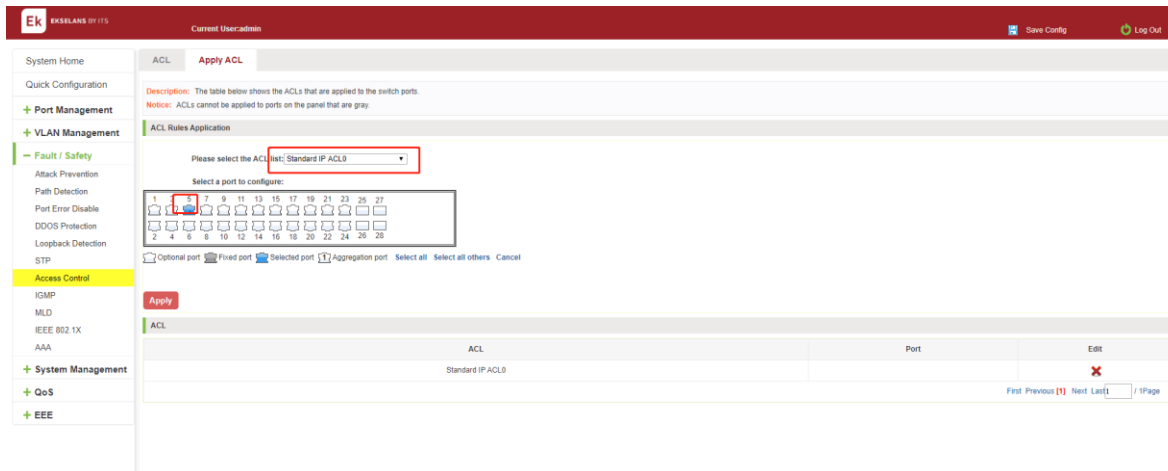 Ek EKSELANS BY ITS
Current User:admin
Save Config
Log Out
System Home
Quick Configuration
+ Port Management
+ VLAN Management
− Fault / Safety
Attack Prevention
Path Detection
Port Error Disable
DDOS Protection
Loopback Detection
STP
Access Control
IGMP
MLD
IEEE 802.1X
AAA
+ System Management
+ QoS
+ EEE
ACL Apply ACL
Description: The table below shows the ACLs that are applied to the switch ports.
Notice: ACLs cannot be applied to ports on the panel that are gray.
ACL Rules Application
Please select the ACL list: Standard IP ACL0
Select a port to configure:
1 3 5 7 9 11 13 15 17 19 21 23 25 27
2 4 6 8 10 12 14 16 18 20 22 24 26 28
Optional port Fixed port Selected port 1 Aggregation port Select all Select all others Cancel
Apply
ACL
ACL Port Edit
Standard IP ACL0
First Previous [1] Next Last 1 / 1Page